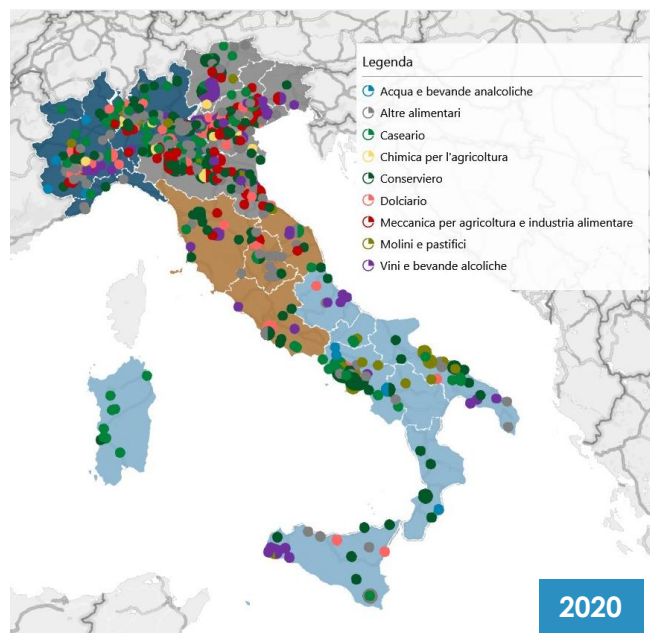 Legenda
Acqua e bevande analcoliche
Altre alimentari
Caseario
Chimica per l'agricoltura
Conserviero
Dolciario
Meccanica per agricoltura e industria alimentare
Molini e pastifici
Vini e bevande alcoliche
2020